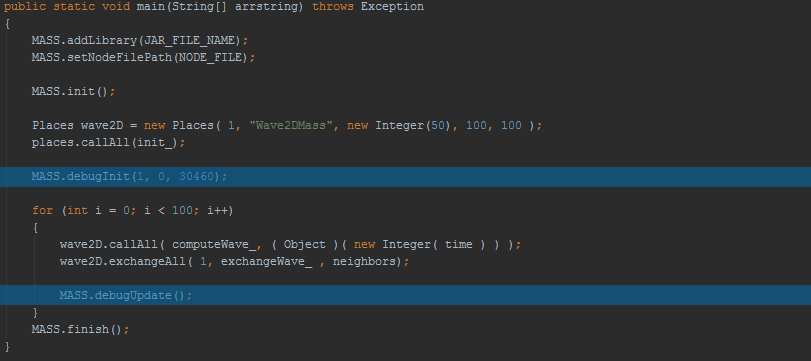 public static void main(String[] arrstring) throws Exception
{
MASS.addLibrary(JAR_FILE_NAME);
MASS.setNodeFilePath(NODE_FILE);
MASS.init();
Places wave2D = new Places( 1, "Wave2DMass", new Integer(50), 100, 100 );
places.callAll(init_);
MASS.debugInit(1, 0, 30460);
for (int i = 0; i < 100; i++)
{
wave2D.callAll( computeWave_, ( Object )( new Integer( time ) ) );
wave2D.exchangeAll( 1, exchangeWave_ , neighbors);
MASS.debugUpdate();
}
MASS.finish();
}